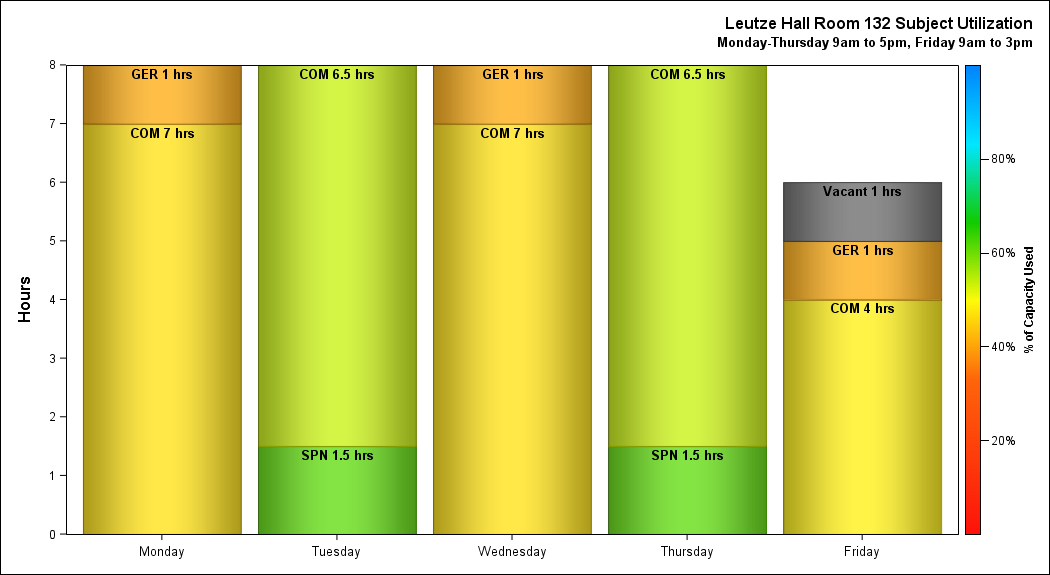 Leutze Hall Room 132 Subject Utilization
Monday-Thursday 9am to 5pm, Friday 9am to 3pm
Hours
8
7
6
5
4
3
2
1
0
GER 1 hrs
COM 7 hrs
COM 6.5 hrs
SPN 1.5 hrs
GER 1 hrs
COM 7 hrs
COM 6.5 hrs
SPN 1.5 hrs
Vacant 1 hrs
GER 1 hrs
COM 4 hrs
Monday
Tuesday
Wednesday
Thursday
Friday
80%
60%
40%
20%
% of Capacity Used